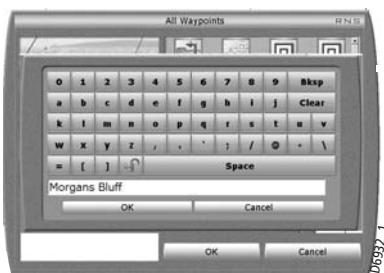 All Waypoints RNS
0 1 2 3 4 5 6 7 8 9 Bksp
a b c d e f g h i j Clear
k l m n o p q r s t u v
w x y z , . ' ; / @ - \
= [ ] Space
Morgans Bluff
OK Cancel
OK Cancel
D6932_1